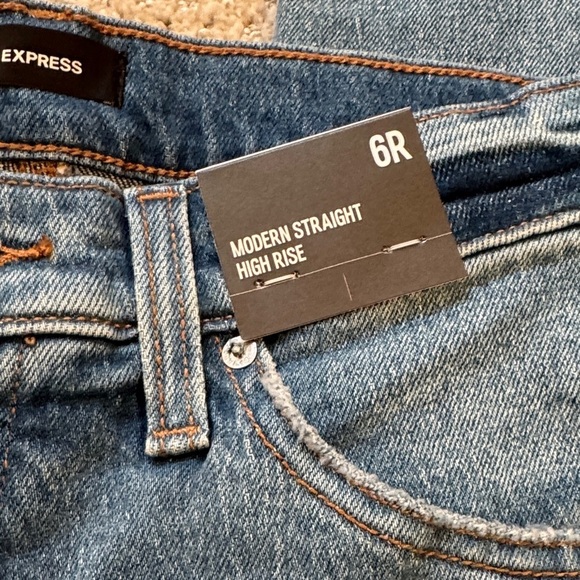 EXPRESS
6R
MODERN STRAIGHT
HIGH RISE